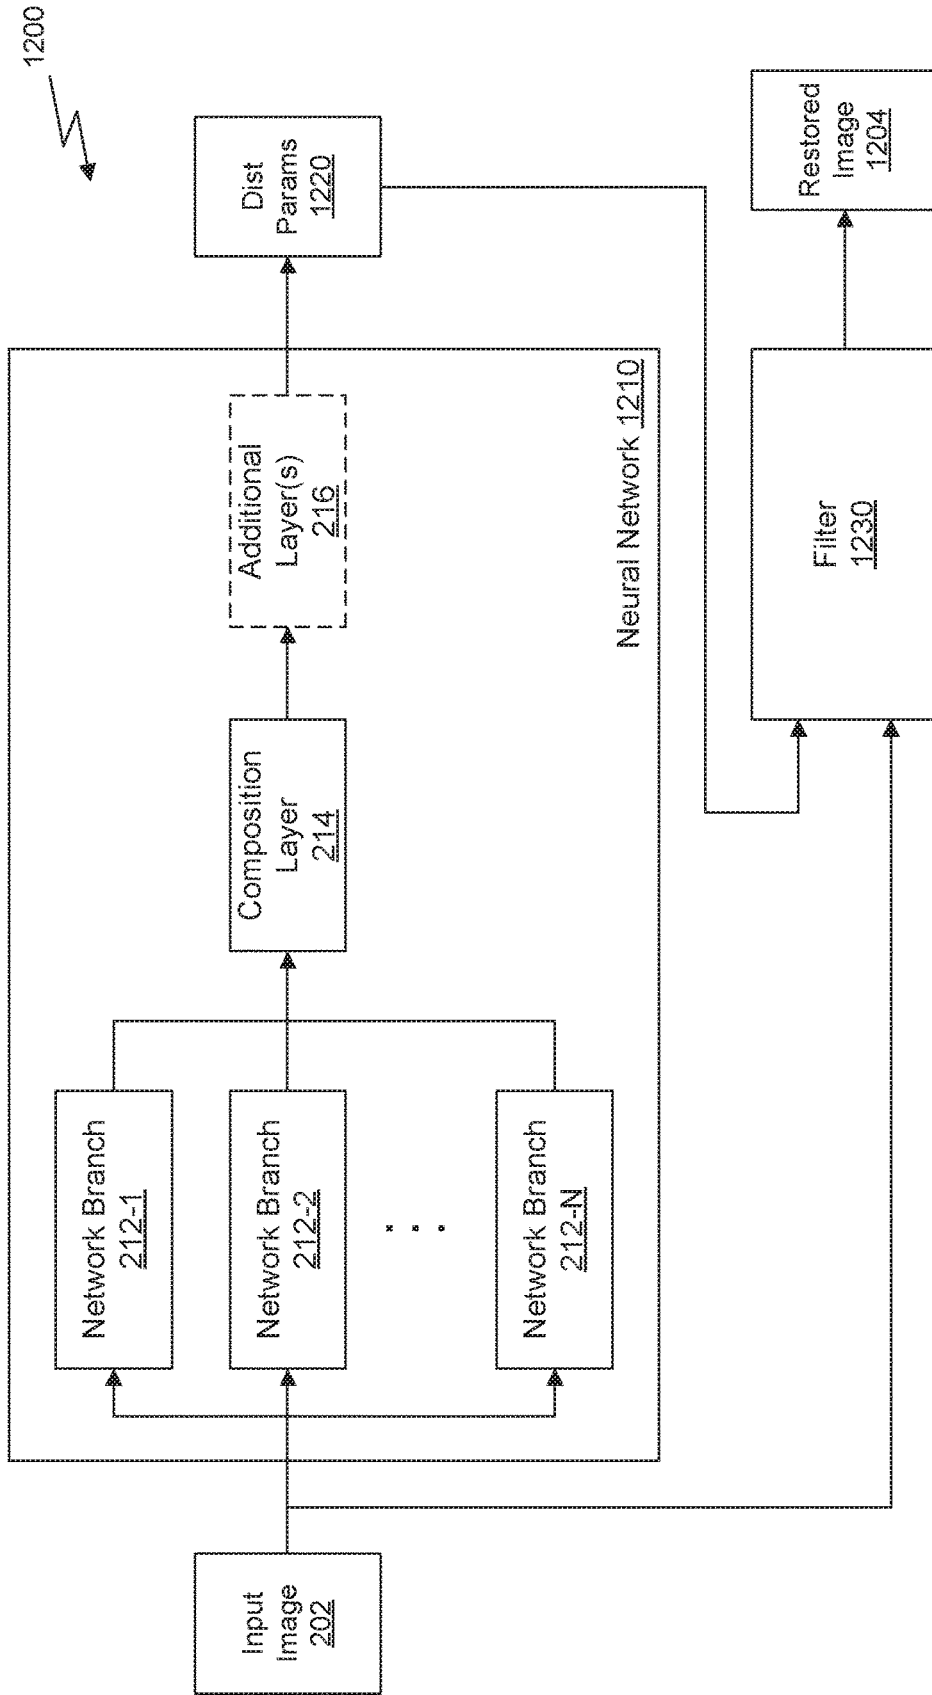 1200
Input
Image
202
Network Branch
212-1
Network Branch
212-2
. . .
Network Branch
212-N
Composition
Layer
214
Additional
Layer(s)
216
Neural Network 1210
Dist
Params
1220
Filter
1230
Restored
Image
1204